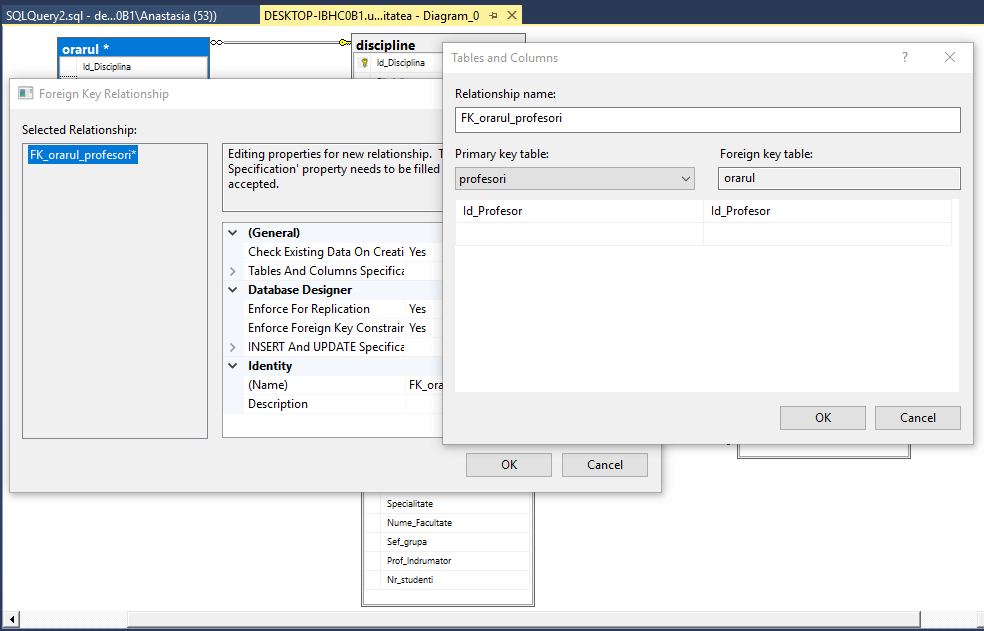 SQLQuery2.sql - de...0B1\Anastasia (53))
DESKTOP-IBHC0B1.u...itatea - Diagram_0
orarul *
Id_Disciplina
discipline
Id_Disciplina
Foreign Key Relationship
Selected Relationship:
FK_orarul_profesori*
Editing properties for new relationship. T
Specification' property needs to be filled
accepted.
(General)
Check Existing Data On Creati Yes
Tables And Columns Specifica
Database Designer
Enforce For Replication Yes
Enforce Foreign Key Constrain Yes
INSERT And UPDATE Specifica
Identity
(Name) FK_ora
Description
OK
Cancel
Tables and Columns
?
Relationship name:
FK_orarul_profesori
Primary key table:
Foreign key table:
profesori
orarul
Id_Profesor
Id_Profesor
OK
Cancel
Specialitate
Nume_Facultate
Sef_grupa
Prof_Indrumator
Nr_studenti